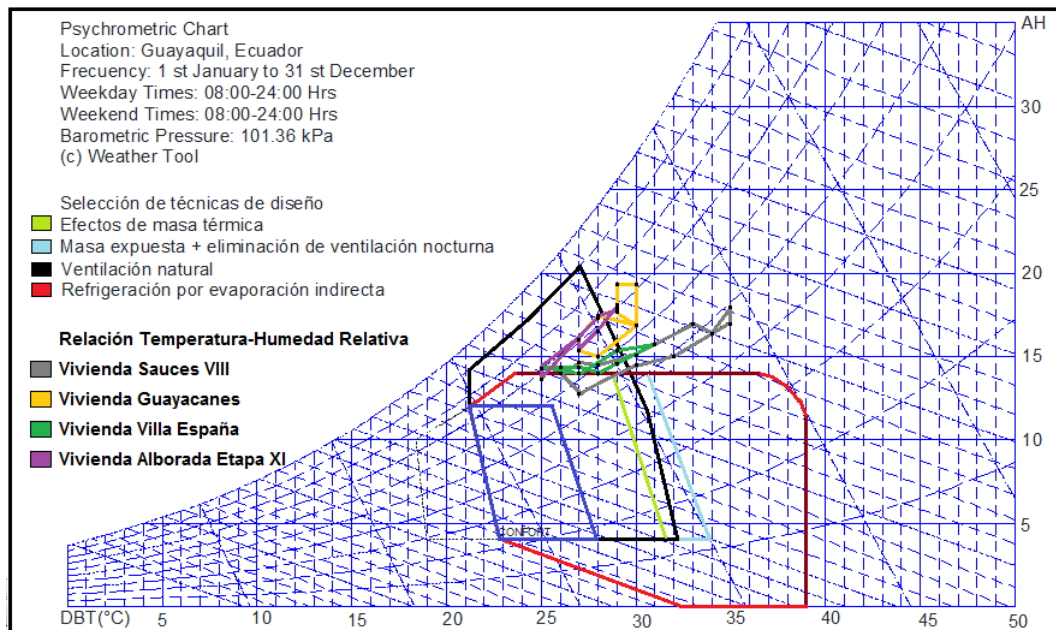 Psychrometric Chart
Location: Guayaquil, Ecuador
Frecuency: 1 st January to 31 st December
Weekday Times: 08:00-24:00 Hrs
Weekend Times: 08:00-24:00 Hrs
Barometric Pressure: 101.36 kPa
(c) Weather Tool
Selección de técnicas de diseño
Efectos de masa térmica
Masa expuesta + eliminación de ventilación nocturna
Ventilación natural
Refrigeración por evaporación indirecta
Relación Temperatura-Humedad Relativa
Vivienda Sauces VIII
Vivienda Guayacanes
Vivienda Villa España
Vivienda Alborada Etapa XI
AH
30
25
20
15
10
5
CONFORT
DBT(°C) 5 10 15 20 25 30 35 40 45 50